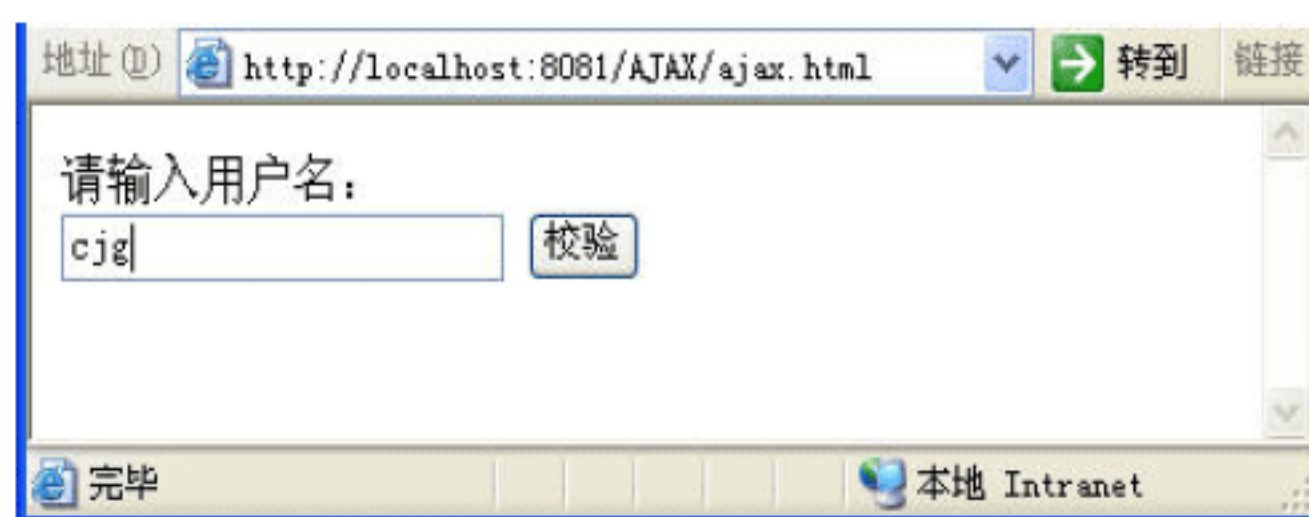 地址(D) http://localhost:8081/AJAX/ajax.html 转到 链接
请输入用户名：
cjg 校验
完毕 本地 Intranet